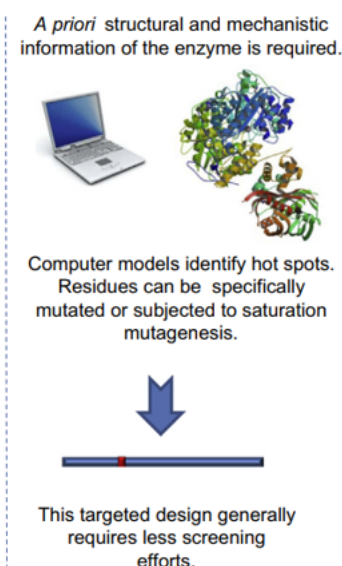 A priori structural and mechanistic
information of the enzyme is required.
Computer models identify hot spots.
Residues can be specifically
mutated or subjected to saturation
mutagenesis.
This targeted design generally
requires less screening
efforts.